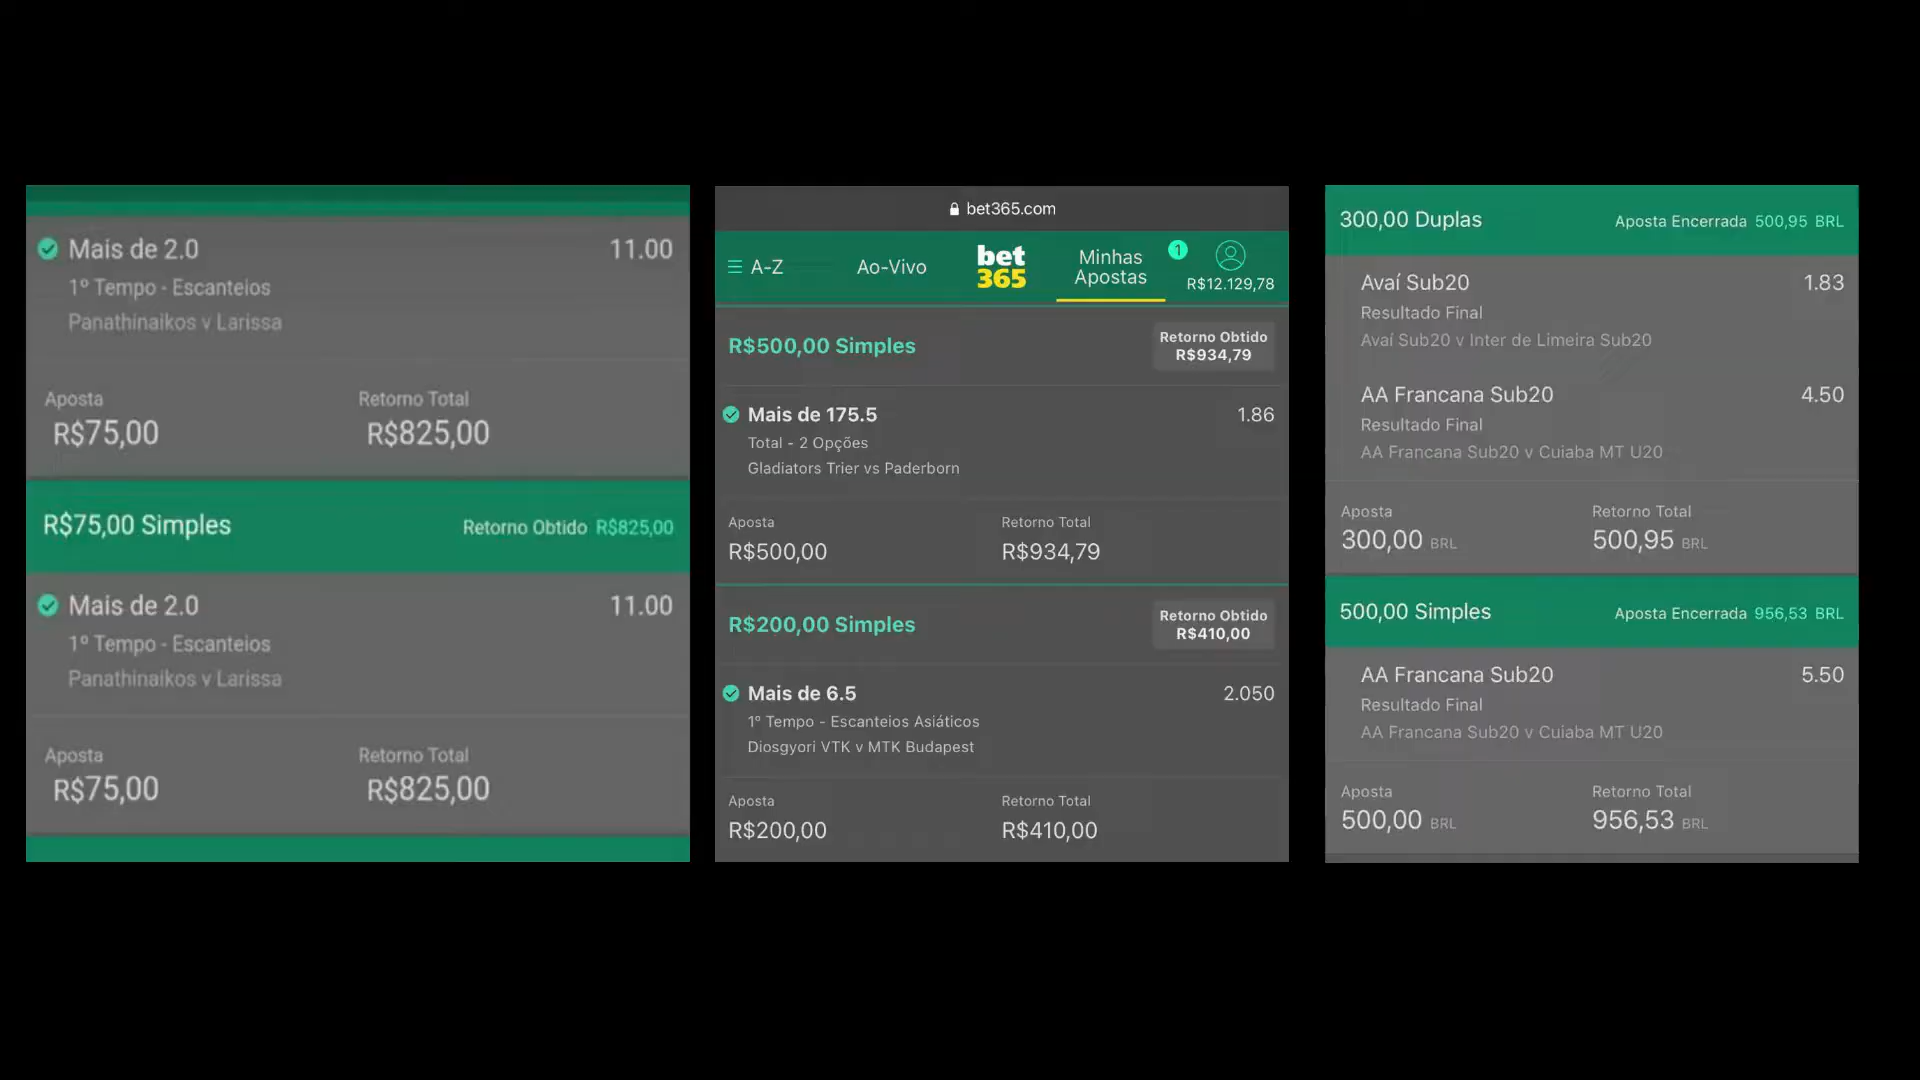 Mais de 2.0 11.00
1º Tempo - Escanteios
Panathinaikos v Larissa
Aposta Retorno Total
R$75,00 R$825,00
R$75,00 Simples Retorno Obtido R$825,00
Mais de 2.0 11.00
1º Tempo - Escanteios
Panathinaikos v Larissa
Aposta Retorno Total
R$75,00 R$825,00
bet365.com
A-Z Ao-Vivo bet365 Minhas Apostas 1 R$12.129,78
R$500,00 Simples Retorno Obtido R$934,79
Mais de 175.5 1.86
Total - 2 Opções
Gladiators Trier vs Paderborn
Aposta Retorno Total
R$500,00 R$934,79
R$200,00 Simples Retorno Obtido R$410,00
Mais de 6.5 2.050
1º Tempo - Escanteios Asiáticos
Diosgyori VTK v MTK Budapest
Aposta Retorno Total
R$200,00 R$410,00
300,00 Duplas Aposta Encerrada 500,95 BRL
Avaí Sub20 1.83
Resultado Final
Avaí Sub20 v Inter de Limeira Sub20
AA Francana Sub20 4.50
Resultado Final
AA Francana Sub20 v Cuiaba MT U20
Aposta Retorno Total
300,00 BRL 500,95 BRL
500,00 Simples Aposta Encerrada 956,53 BRL
AA Francana Sub20 5.50
Resultado Final
AA Francana Sub20 v Cuiaba MT U20
Aposta Retorno Total
500,00 BRL 956,53 BRL